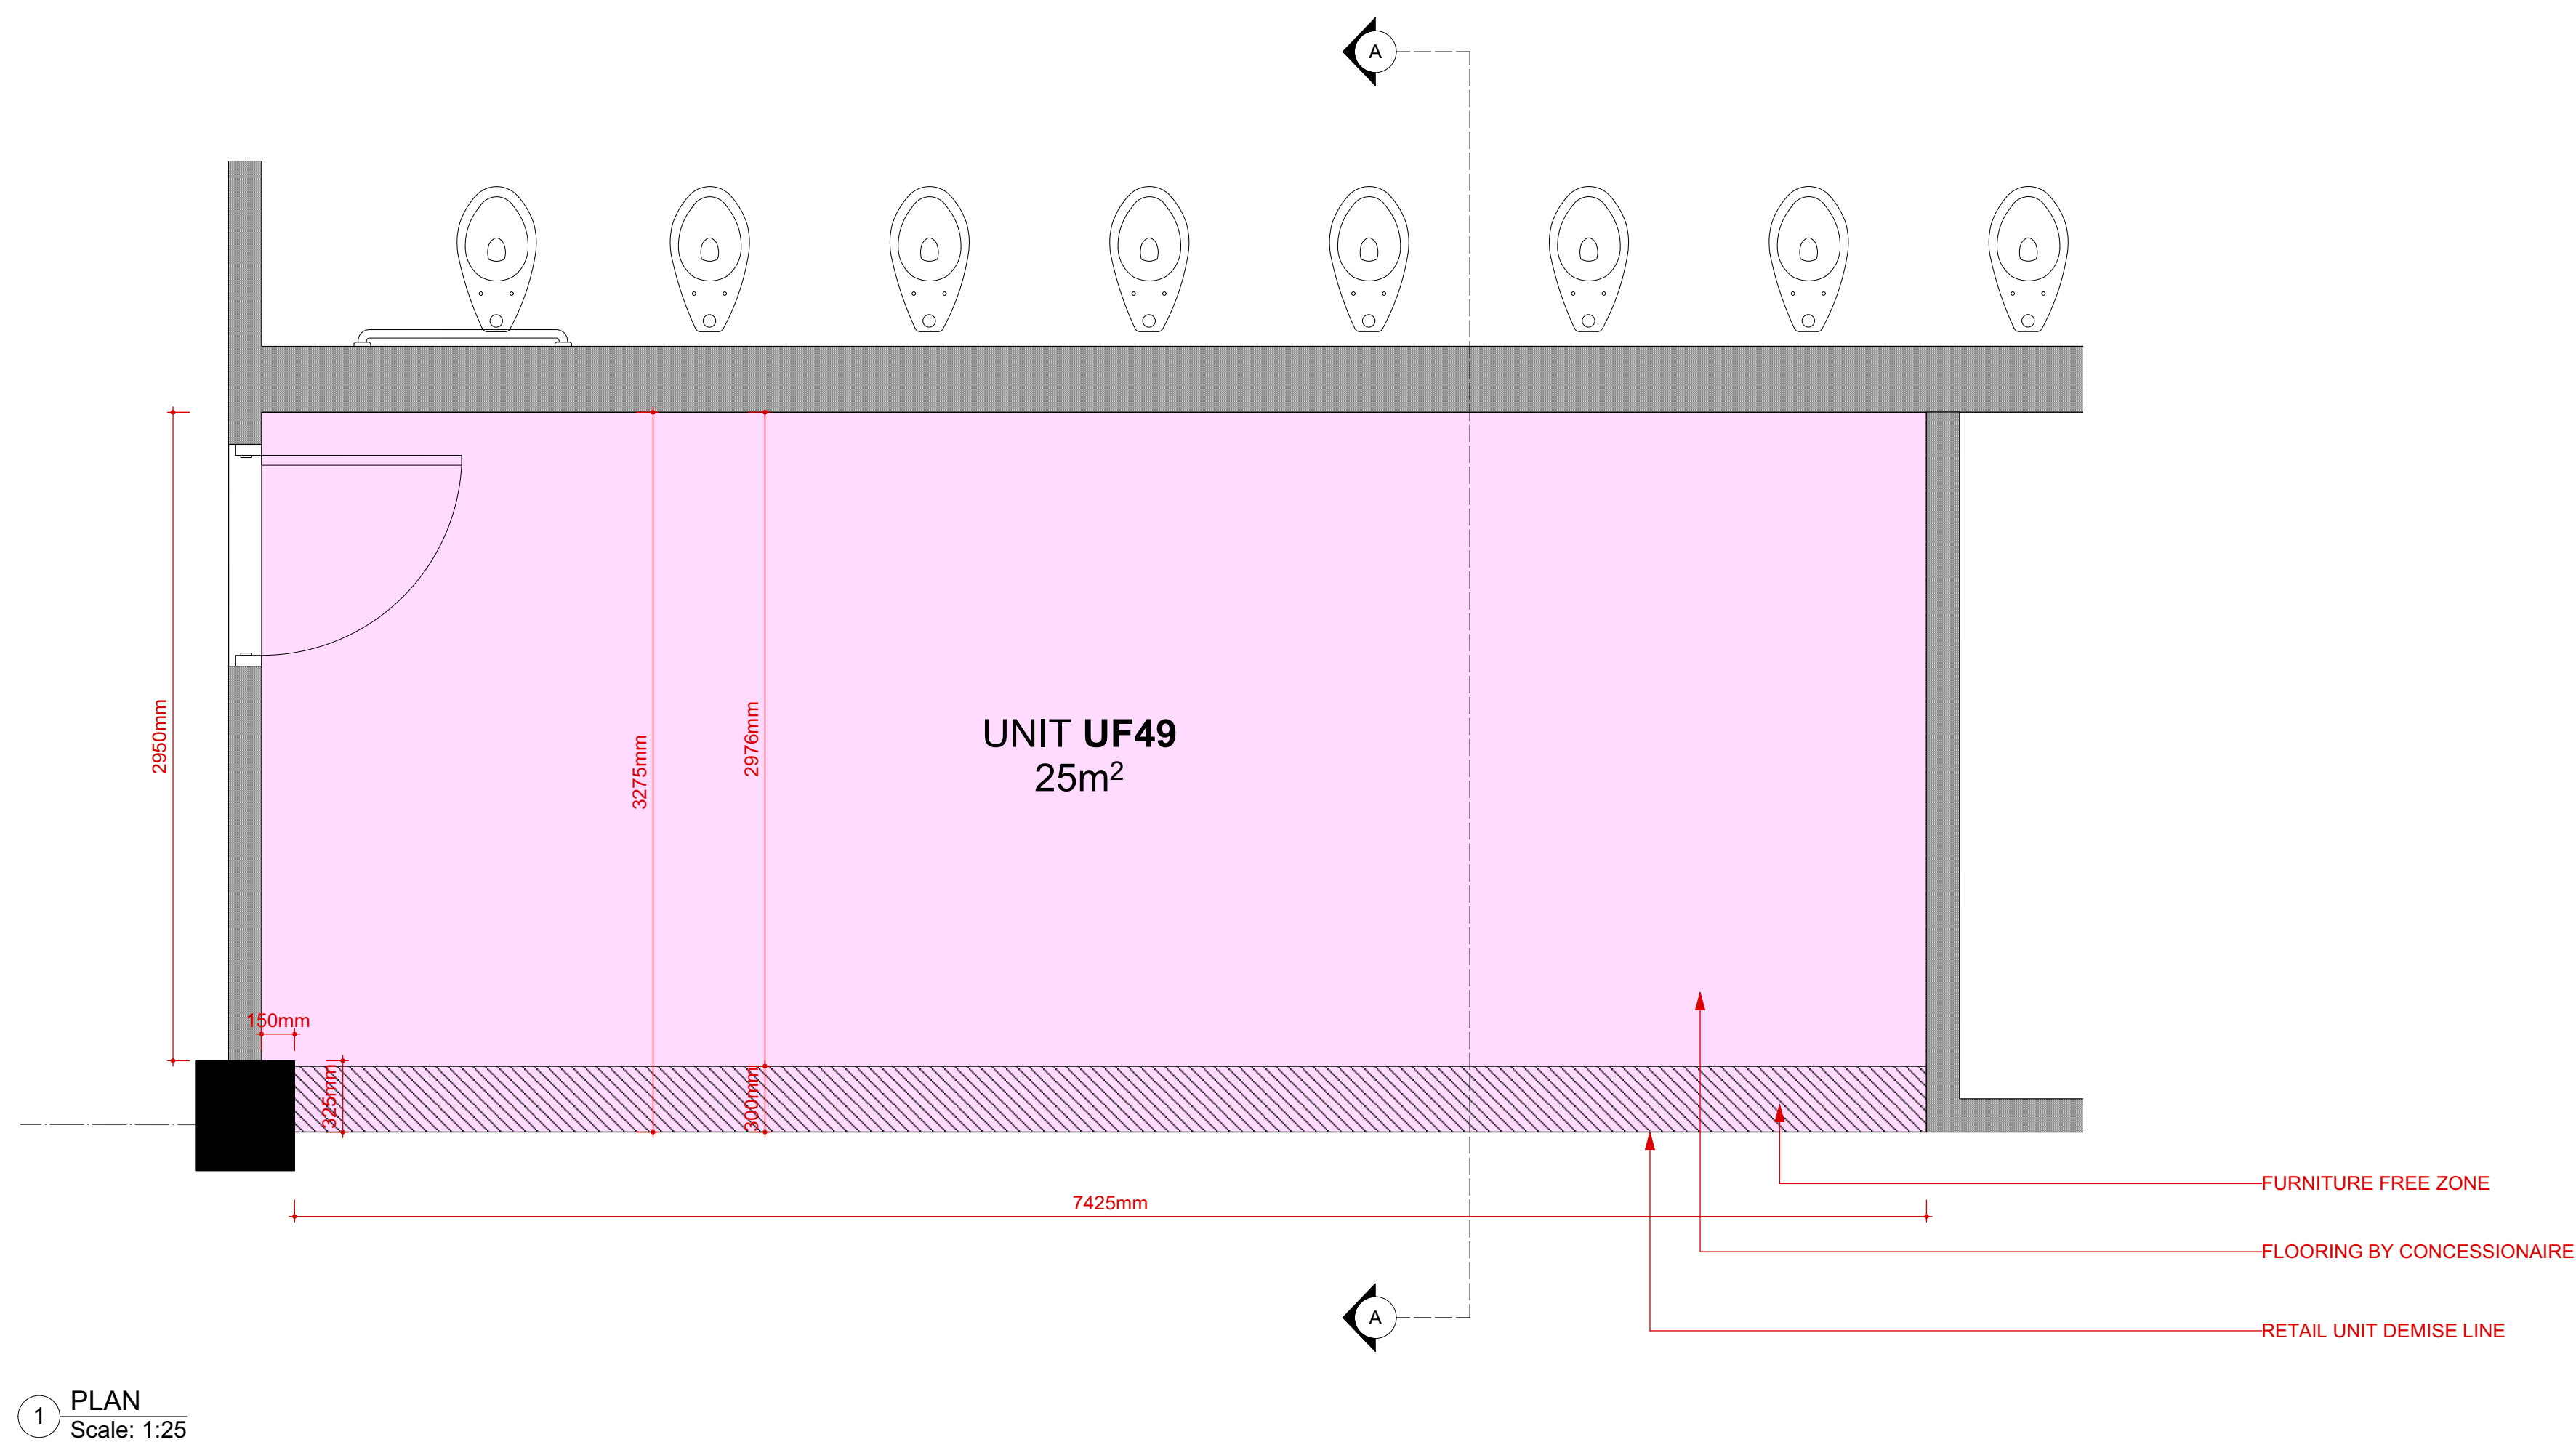 A
2950mm
3275mm
2976mm
UNIT UF49
25m²
150mm
325mm
300mm
FURNITURE FREE ZONE
7425mm
FLOORING BY CONCESSIONAIRE
A
RETAIL UNIT DEMISE LINE
1
PLAN
Scale: 1:25